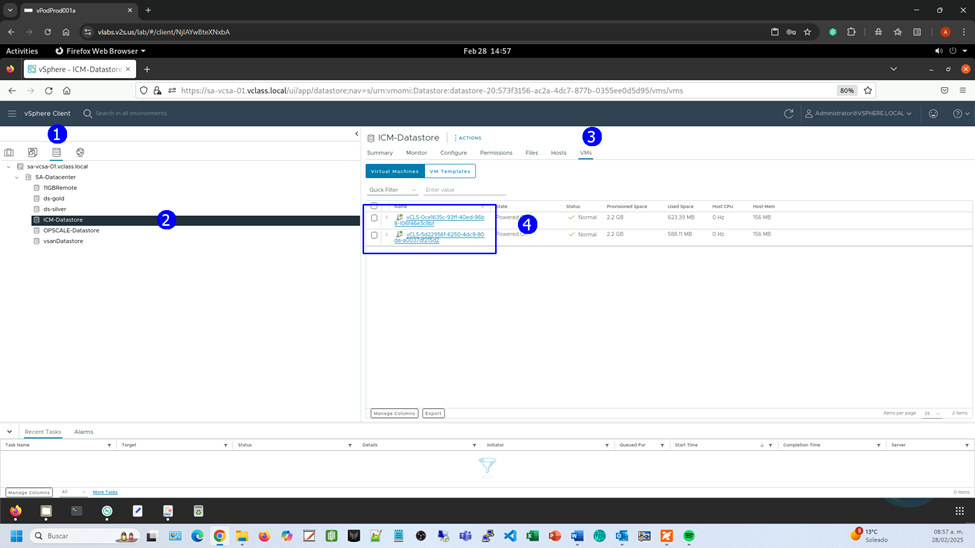 vPodProd001a
vlabs.v2s.us/lab/#/client/NjlAYwBteXNxbA
Activities
Firefox Web Browser
Feb 28 14:57
vSphere - ICM-Datastore
https://sa-vcsa-01.vclass.local/ui/app/datastore;nav=s/urn:vmomi:Datastore:datastore-20:573f3156-ac2a-4dc7-877b-0355ee0d5d95/vms/vms
80%
vSphere Client
Search in all environments
Administrator@VSPHERE.LOCAL
1
3
ICM-Datastore
ACTIONS
Summary Monitor Configure Permissions Files Hosts VMs
sa-vcsa-01.vclass.local
SA-Datacenter
11GBRemote
ds-gold
ds-silver
ICM-Datastore
2
OPSCALE-Datastore
vsanDatastore
Virtual Machines VM Templates
Quick Filter Enter value
Name State Status Provisioned Space Used Space Host CPU Host Mem
vCLS-0ce1635c-93ff-40ed-96b
8-1b6f46e3c8bf
Powered On Normal 2.2 GB 623.39 MB 0 Hz 156 MB
4
vCLS-5d22956f-6250-4dc9-80
da-a0037df215d2
Powered On Normal 2.2 GB 588.11 MB 0 Hz 156 MB
Manage Columns Export
Items per page 35 2 items
Recent Tasks Alarms
Task Name Target Status Details Initiator Queued For Start Time Completion Time Server
Manage Columns All More Tasks
0 items
Buscar
13°C
Soleado
08:57 a. m.
28/02/2025